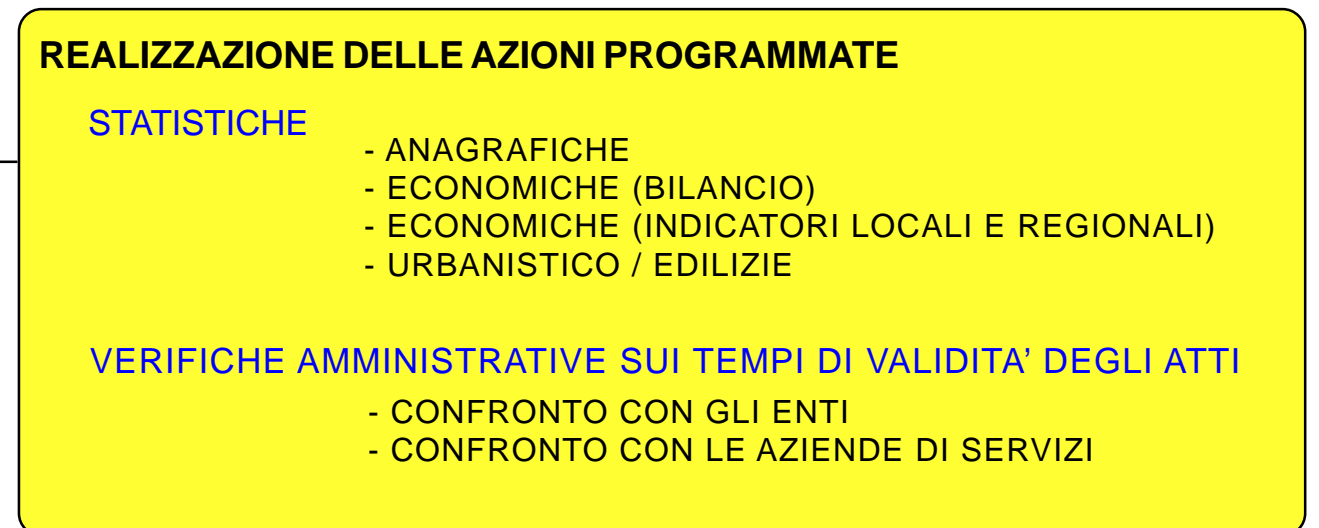 REALIZZAZIONE DELLE AZIONI PROGRAMMATE
STATISTICHE
- ANAGRAFICHE
- ECONOMICHE (BILANCIO)
- ECONOMICHE (INDICATORI LOCALI E REGIONALI)
- URBANISTICO / EDILIZIE
VERIFICHE AMMINISTRATIVE SUI TEMPI DI VALIDITA’ DEGLI ATTI
- CONFRONTO CON GLI ENTI
- CONFRONTO CON LE AZIENDE DI SERVIZI